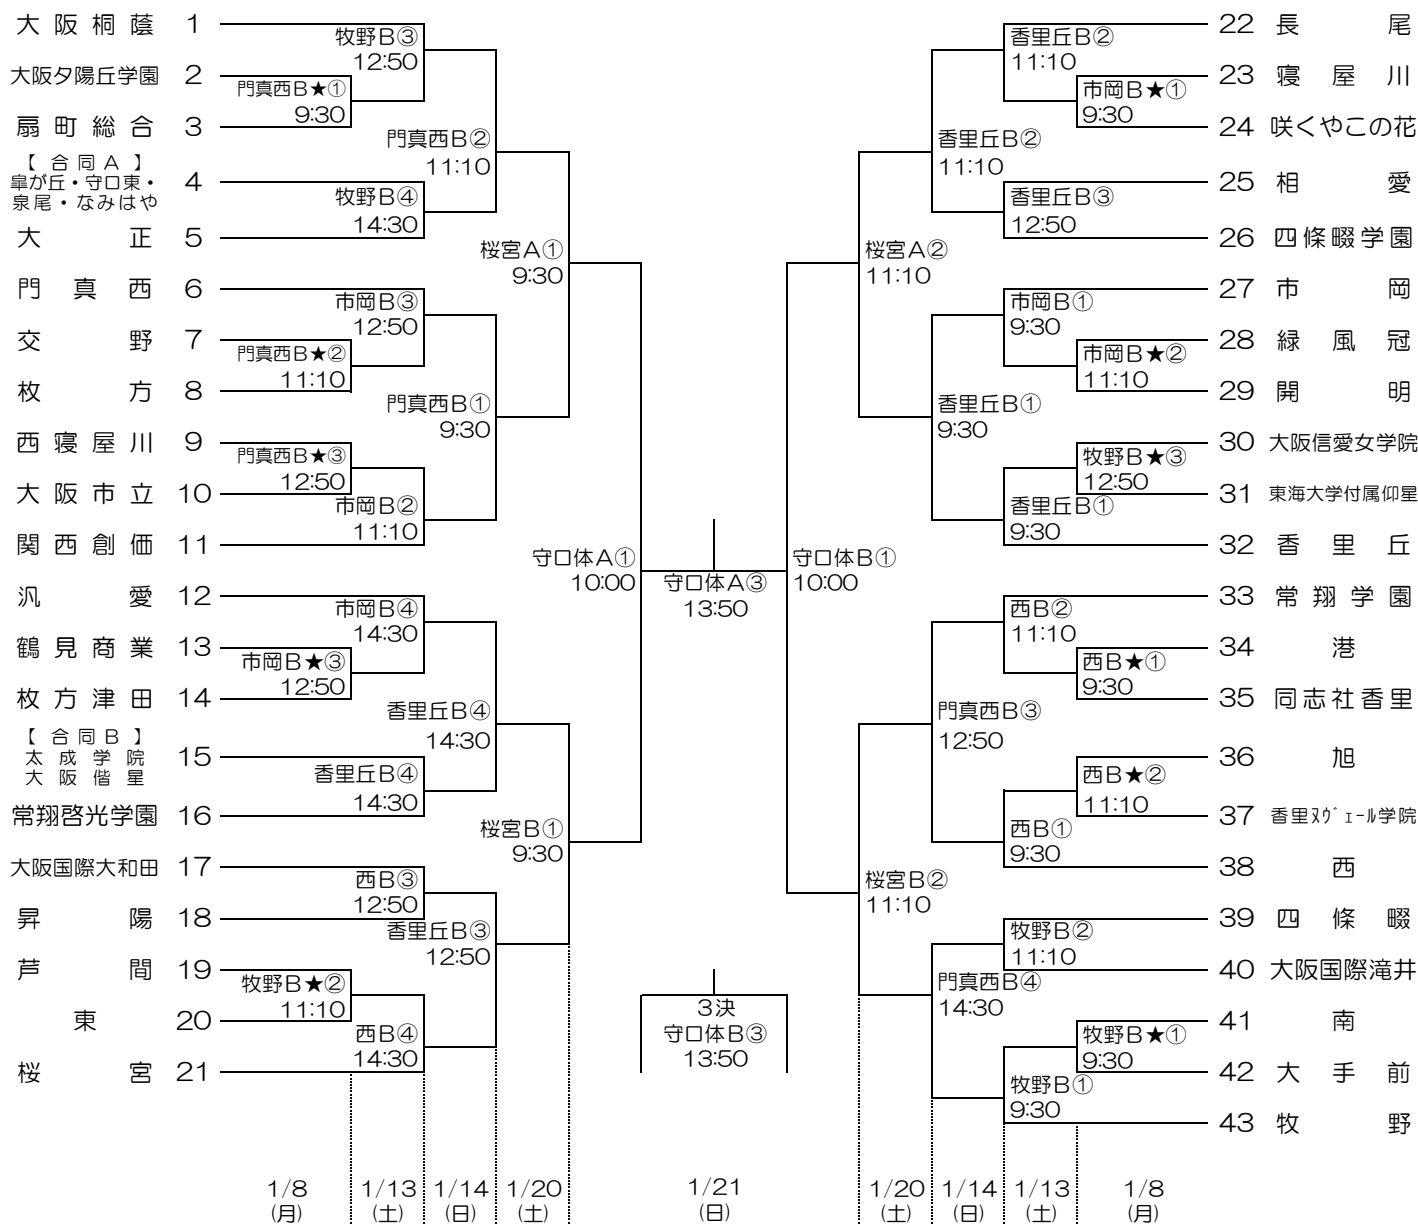 大阪桐蔭 1
大阪夕陽丘学園 2
扇町総合 3
【合同A】
皐が丘・守口東・
泉尾・なみはや
4
大正 5
門真西 6
交野 7
枚方 8
西寝屋川 9
大阪市立 10
関西創価 11
汎愛 12
鶴見商業 13
枚方津田 14
【合同B】
太成学院
大阪偕星
15
常翔啓光学園 16
大阪国際大和田 17
昇陽 18
芦間 19
東 20
桜宮 21
門真西B★①
9:30
門真西B★②
11:10
門真西B★③
12:50
市岡B★③
12:50
牧野B★②
11:10
牧野B③
12:50
牧野B④
14:30
市岡B③
12:50
市岡B②
11:10
市岡B④
14:30
香里丘B④
14:30
西B③
12:50
西B④
14:30
門真西B②
11:10
門真西B①
9:30
香里丘B④
14:30
香里丘B③
12:50
桜宮A①
9:30
桜宮B①
9:30
守口体A①
10:00
守口体A③
13:50
3決
守口体B③
13:50
守口体B①
10:00
桜宮A②
11:10
桜宮B②
11:10
香里丘B②
11:10
香里丘B①
9:30
門真西B③
12:50
門真西B④
14:30
香里丘B②
11:10
香里丘B③
12:50
市岡B①
9:30
香里丘B①
9:30
西B②
11:10
西B①
9:30
牧野B②
11:10
牧野B①
9:30
市岡B★①
9:30
市岡B★②
11:10
牧野B★③
12:50
西B★①
9:30
西B★②
11:10
牧野B★①
9:30
22 長尾
23 寝屋川
24 咲くやこの花
25 相愛
26 四條畷学園
27 市岡
28 緑風冠
29 開明
30 大阪信愛女学院
31 東海大学付属仰星
32 香里丘
33 常翔学園
34 港
35 同志社香里
36 旭
37 香里ヌヴェール学院
38 西
39 四條畷
40 大阪国際滝井
41 南
42 大手前
43 牧野
1/8 1/13 1/14 1/20 1/21 1/20 1/14 1/13 1/8
(月) (土) (日) (土) (日) (土) (日) (土) (月)